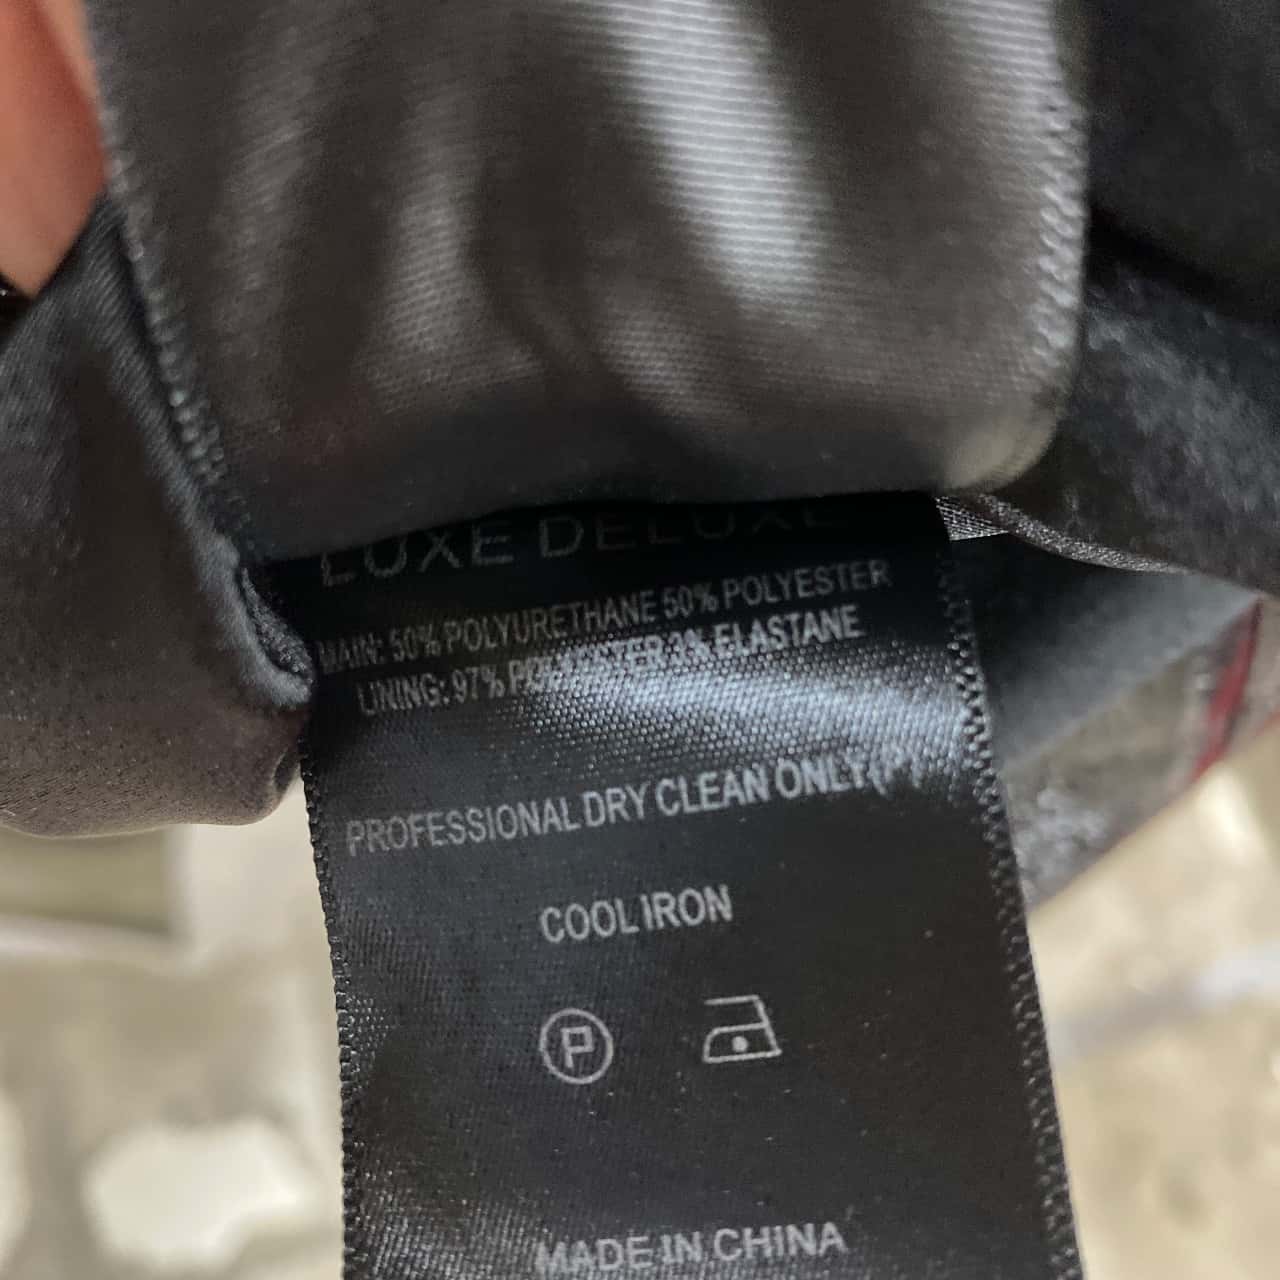 LUXE DELUXE
MAIN: 50% POLYURETHANE 50% POLYESTER
LINING: 97% POLYESTER 3% ELASTANE
PROFESSIONAL DRY CLEAN ONLY (P)
COOL IRON
P
MADE IN CHINA